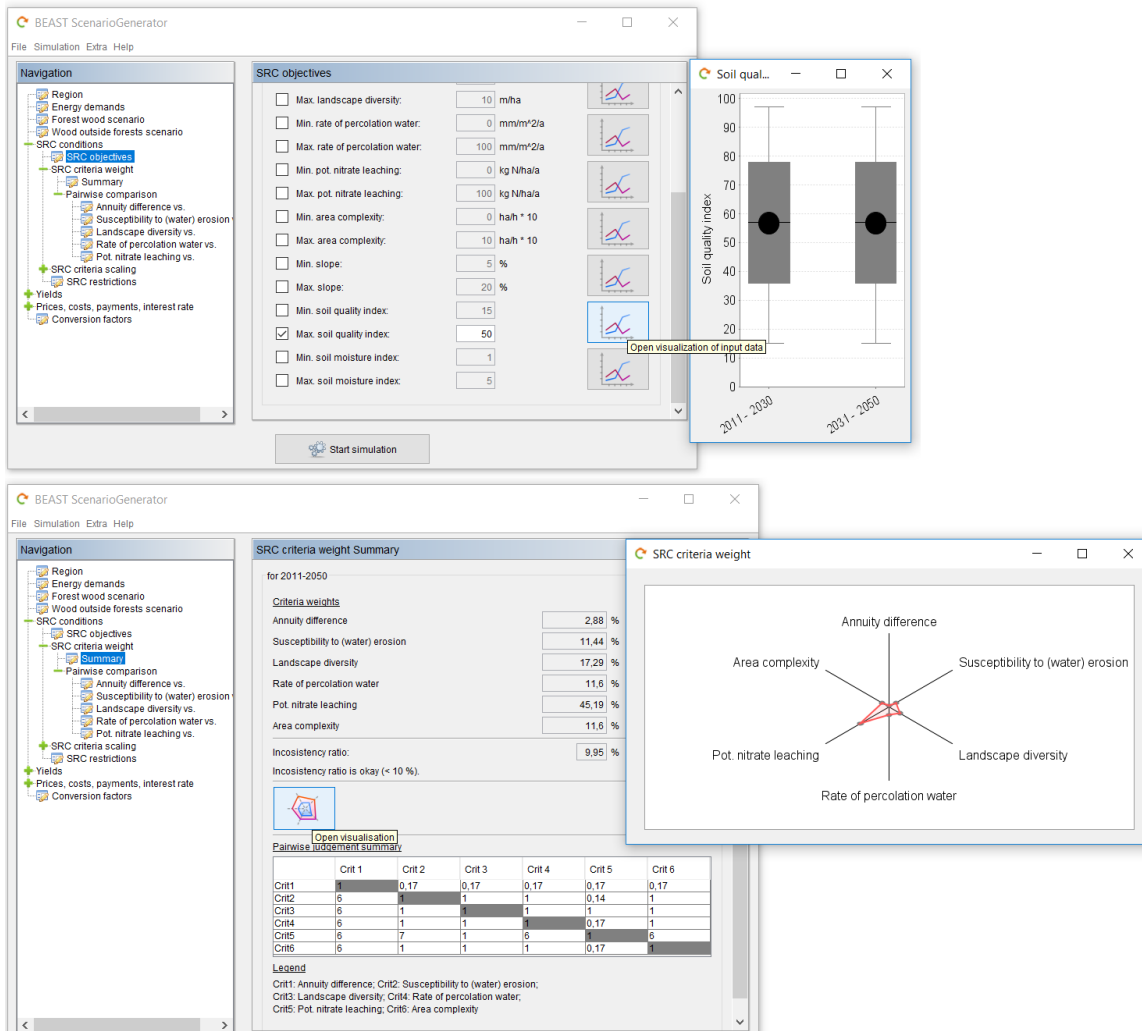 BEAST ScenarioGenerator
File Simulation Extra Help
Navigation
Region
Energy demands
Forest wood scenario
Wood outside forests scenario
SRC conditions
SRC objectives
SRC criteria weight
Summary
Pairwise comparison
Annuity difference vs.
Susceptibility to (water) erosion
Landscape diversity vs.
Rate of percolation water vs.
Pot. nitrate leaching vs.
SRC criteria scaling
SRC restrictions
Yields
Prices, costs, payments, interest rate
Conversion factors
SRC objectives
Max. landscape diversity: 10 m/ha
Min. rate of percolation water: 0 mm/m^2/a
Max. rate of percolation water: 100 mm/m^2/a
Min. pot. nitrate leaching: 0 kg N/ha/a
Max. pot. nitrate leaching: 100 kg N/ha/a
Min. area complexity: 0 ha/h * 10
Max. area complexity: 10 ha/h * 10
Min. slope: 5 %
Max. slope: 20 %
Min. soil quality index: 15
Max. soil quality index: 50
Min. soil moisture index: 1
Max. soil moisture index: 5
Open visualization of input data
Start simulation
Soil qual...
Soil quality index
100
90
80
70
60
50
40
30
20
10
0
2011 - 2030
2031 - 2050
BEAST ScenarioGenerator
File Simulation Extra Help
Navigation
Region
Energy demands
Forest wood scenario
Wood outside forests scenario
SRC conditions
SRC objectives
SRC criteria weight
Summary
Pairwise comparison
Annuity difference vs.
Susceptibility to (water) erosion
Landscape diversity vs.
Rate of percolation water vs.
Pot. nitrate leaching vs.
SRC criteria scaling
SRC restrictions
Yields
Prices, costs, payments, interest rate
Conversion factors
SRC criteria weight Summary
for 2011-2050
Criteria weights
Annuity difference 2,88 %
Susceptibility to (water) erosion 11,44 %
Landscape diversity 17,29 %
Rate of percolation water 11,6 %
Pot. nitrate leaching 45,19 %
Area complexity 11,6 %
Incosistency ratio: 9,95 %
Incosistency ratio is okay (< 10 %).
Open visualisation
Pairwise judgement summary
Crit 1 Crit 2 Crit 3 Crit 4 Crit 5 Crit 6
Crit1 1 0,17 0,17 0,17 0,17 0,17
Crit2 6 1 1 1 0,14 1
Crit3 6 1 1 1 1 1
Crit4 6 1 1 1 0,17 1
Crit5 6 7 1 6 1 6
Crit6 6 1 1 1 0,17 1
Legend
Crit1: Annuity difference; Crit2: Susceptibility to (water) erosion;
Crit3: Landscape diversity; Crit4: Rate of percolation water;
Crit5: Pot. nitrate leaching; Crit6: Area complexity
SRC criteria weight
Annuity difference
Area complexity
Susceptibility to (water) erosion
Pot. nitrate leaching
Landscape diversity
Rate of percolation water